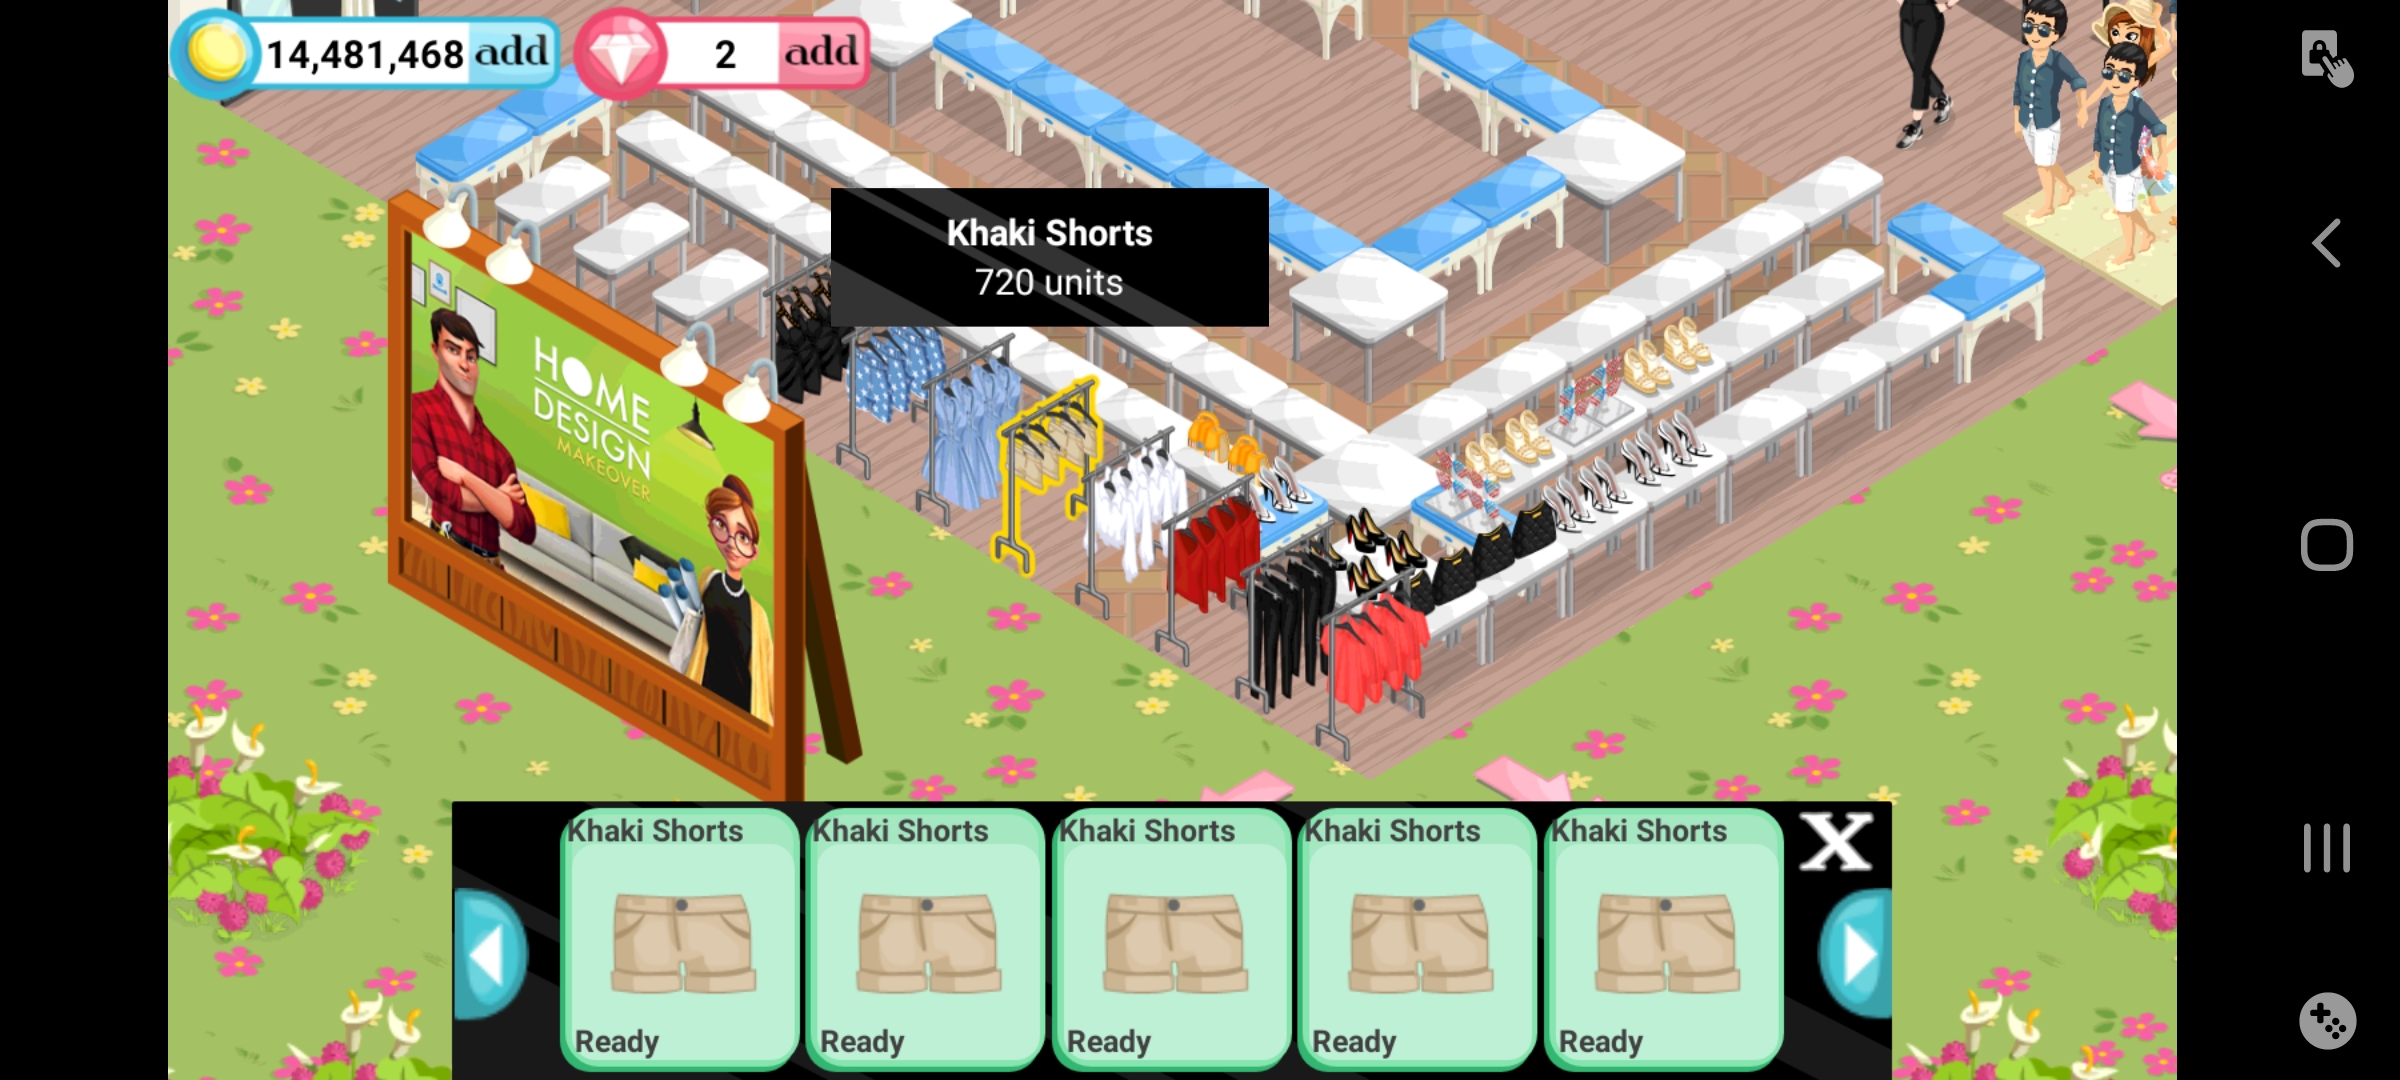 14,481,468 add
2 add
Khaki Shorts
720 units
HOME
DESIGN
MAKEOVER
Khaki Shorts
Khaki Shorts
Khaki Shorts
Khaki Shorts
Khaki Shorts
X
Ready
Ready
Ready
Ready
Ready